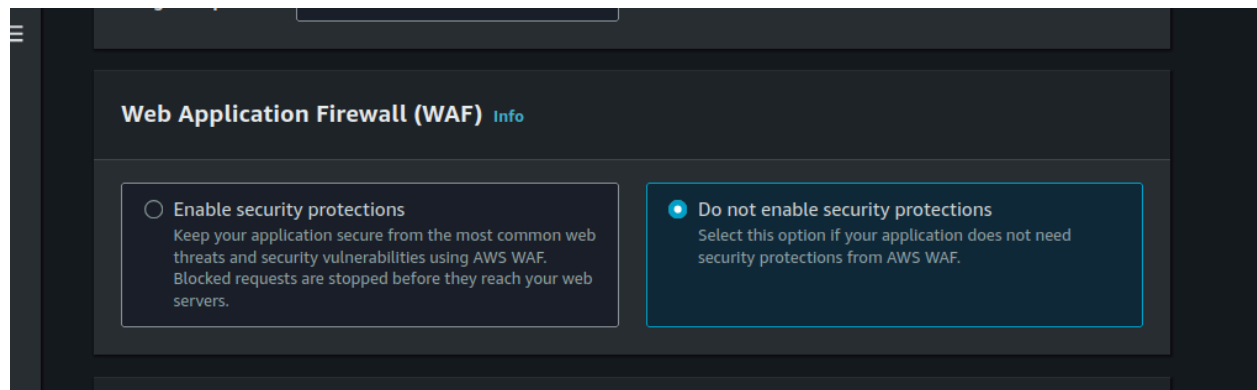 Web Application Firewall (WAF) Info
Enable security protections
Keep your application secure from the most common web
threats and security vulnerabilities using AWS WAF.
Blocked requests are stopped before they reach your web
servers.
Do not enable security protections
Select this option if your application does not need
security protections from AWS WAF.